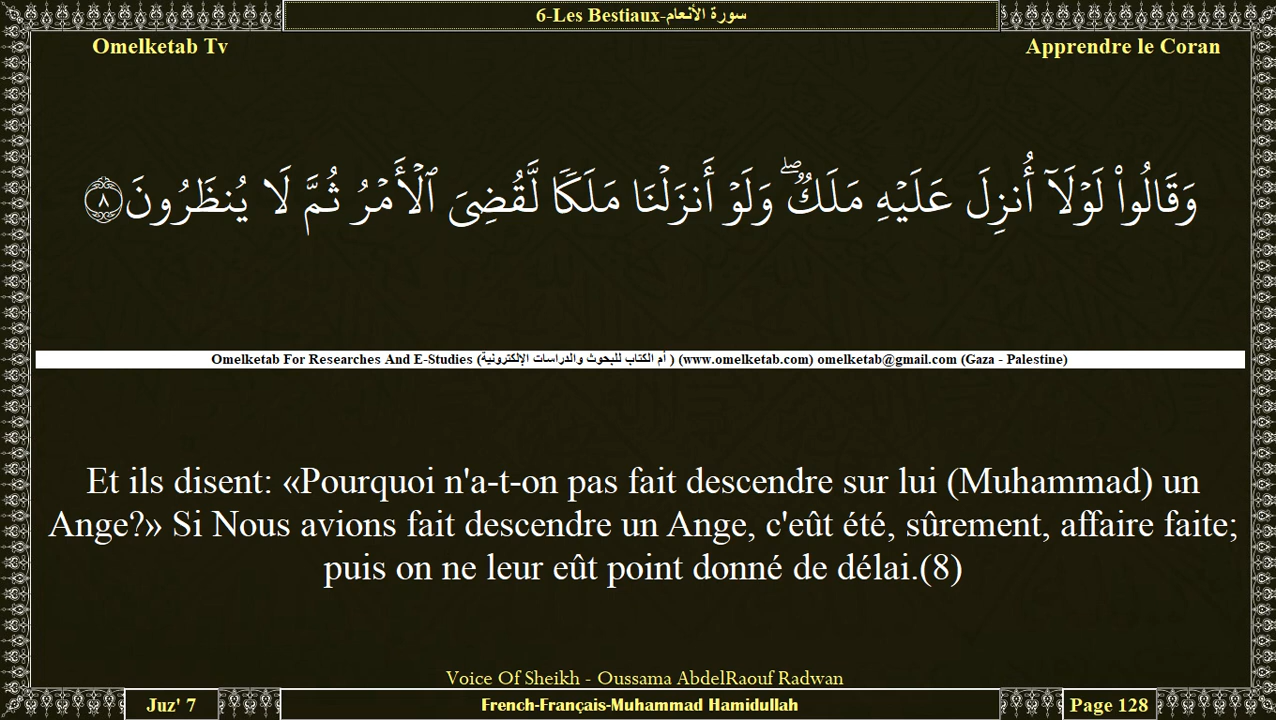 6-Les Bestiaux-سورة الأنعام
Omelketab Tv
Apprendre le Coran
وَقَالُوا۟ لَوْلَآ أُنزِلَ عَلَيْهِ مَلَكٌۭ ۖ وَلَوْ أَنزَلْنَا مَلَكًۭا لَّقُضِىَ ٱلْأَمْرُ ثُمَّ لَا يُنظَرُونَ ٨
Omelketab For Researches And E-Studies (أم الكتاب للبحوث والدراسات الإلكترونية ) (www.omelketab.com) omelketab@gmail.com (Gaza - Palestine)
Et ils disent: «Pourquoi n'a-t-on pas fait descendre sur lui (Muhammad) un
Ange?» Si Nous avions fait descendre un Ange, c'eût été, sûrement, affaire faite;
puis on ne leur eût point donné de délai.(8)
Voice Of Sheikh - Oussama AbdelRaouf Radwan
Juz' 7
French-Français-Muhammad Hamidullah
Page 128